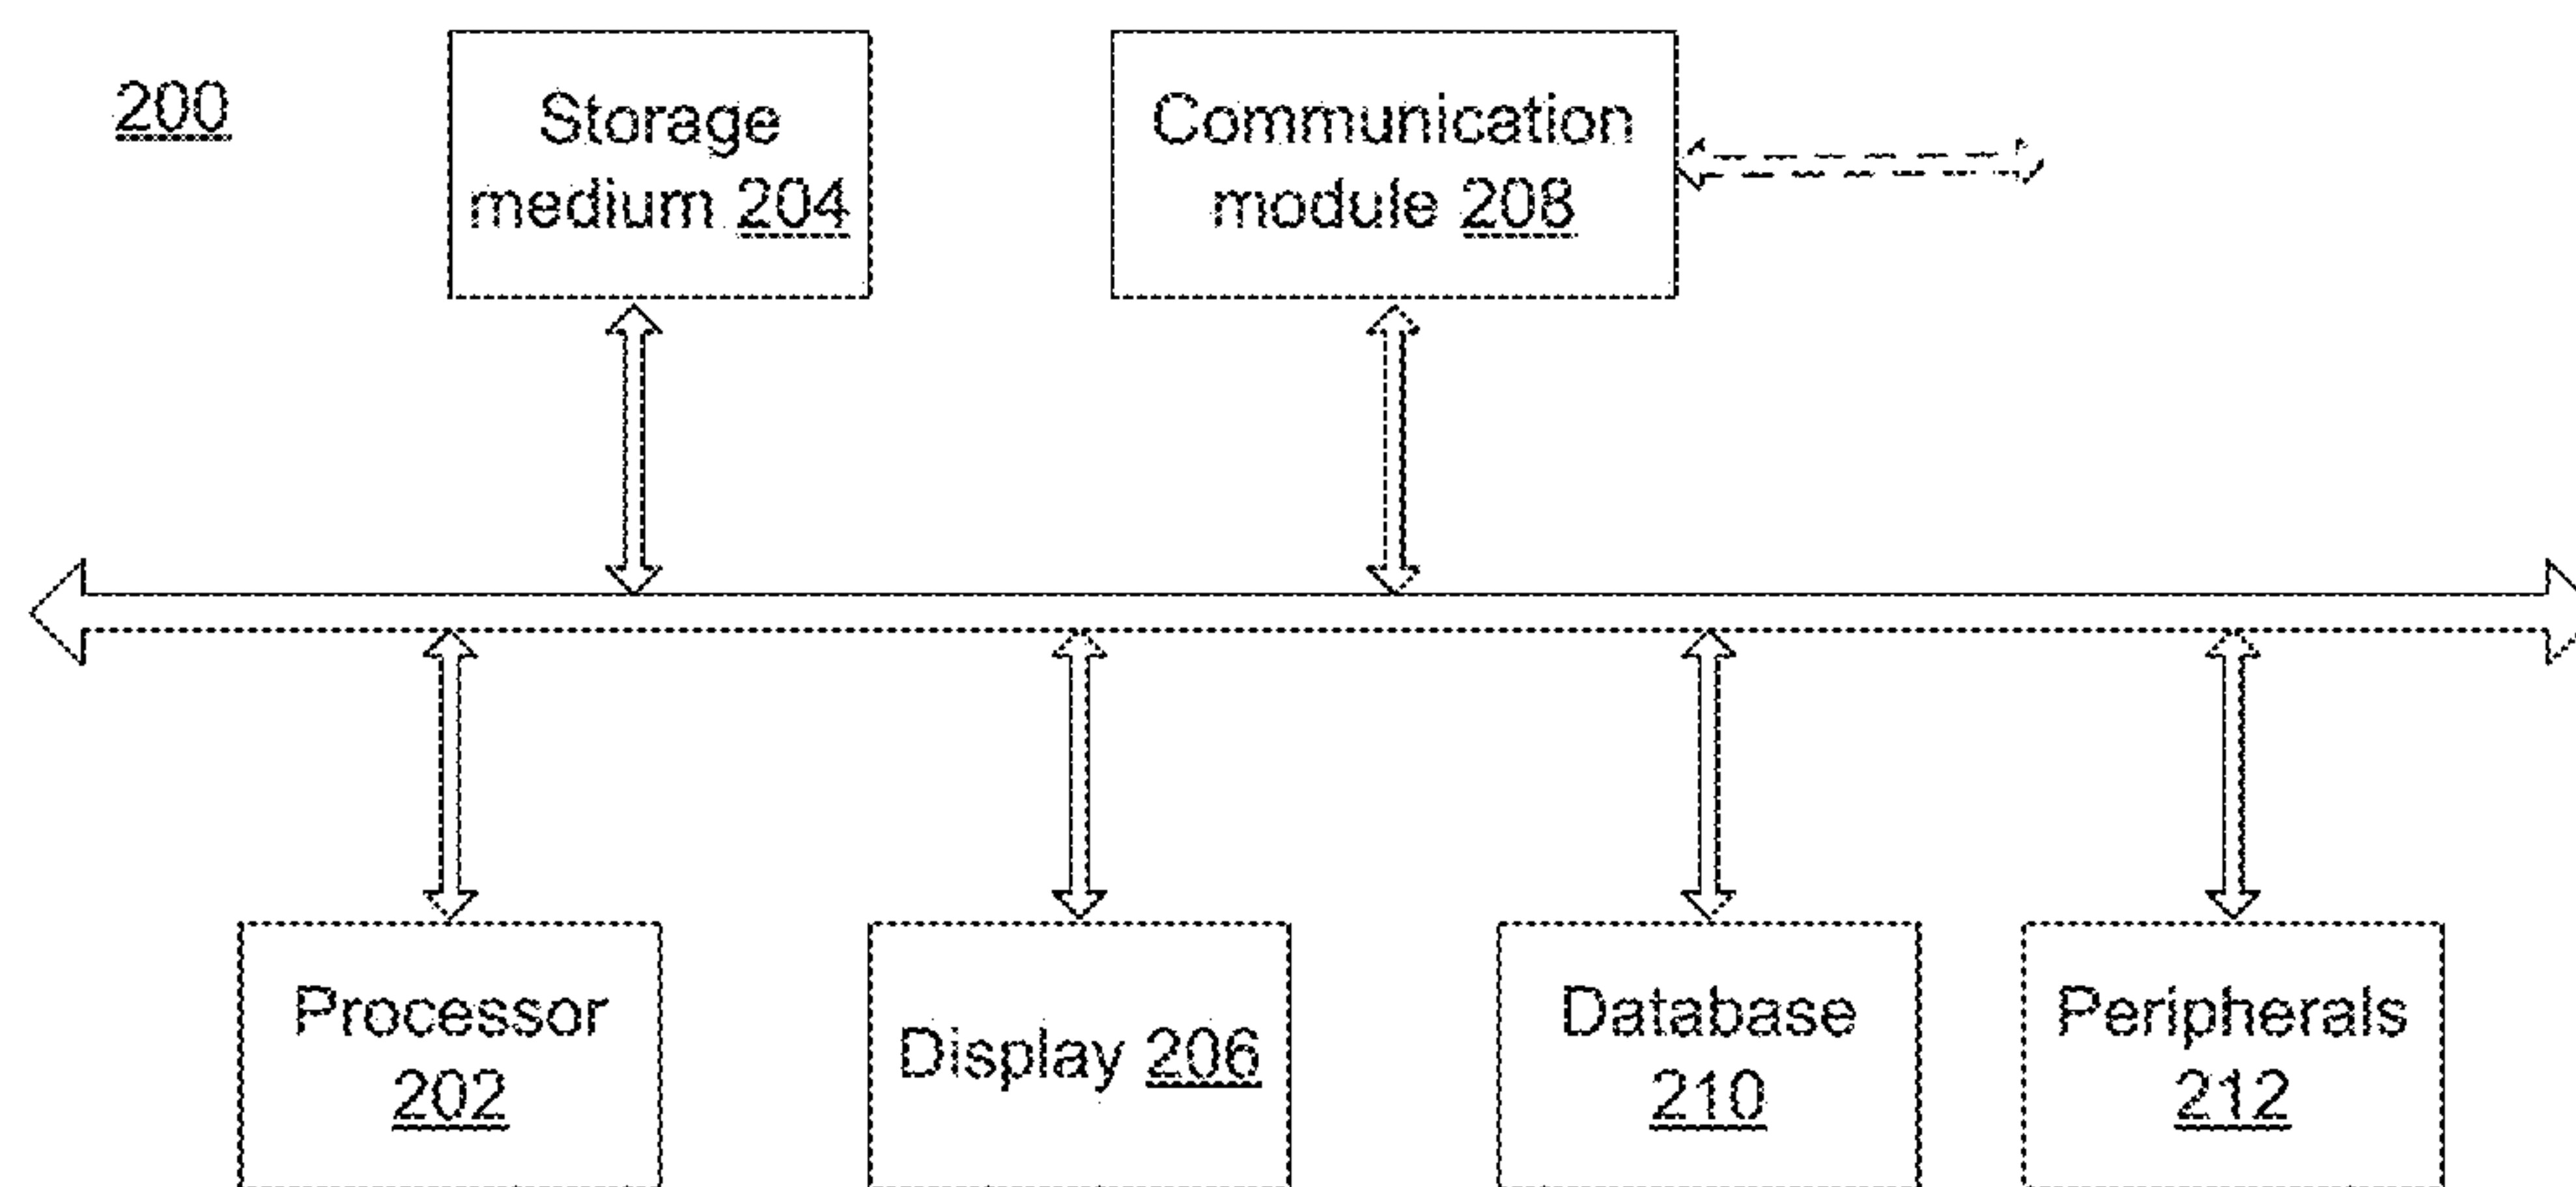 200
Storage
medium 204
Communication
module 208
Processor
202
Display 206
Database
210
Peripherals
212